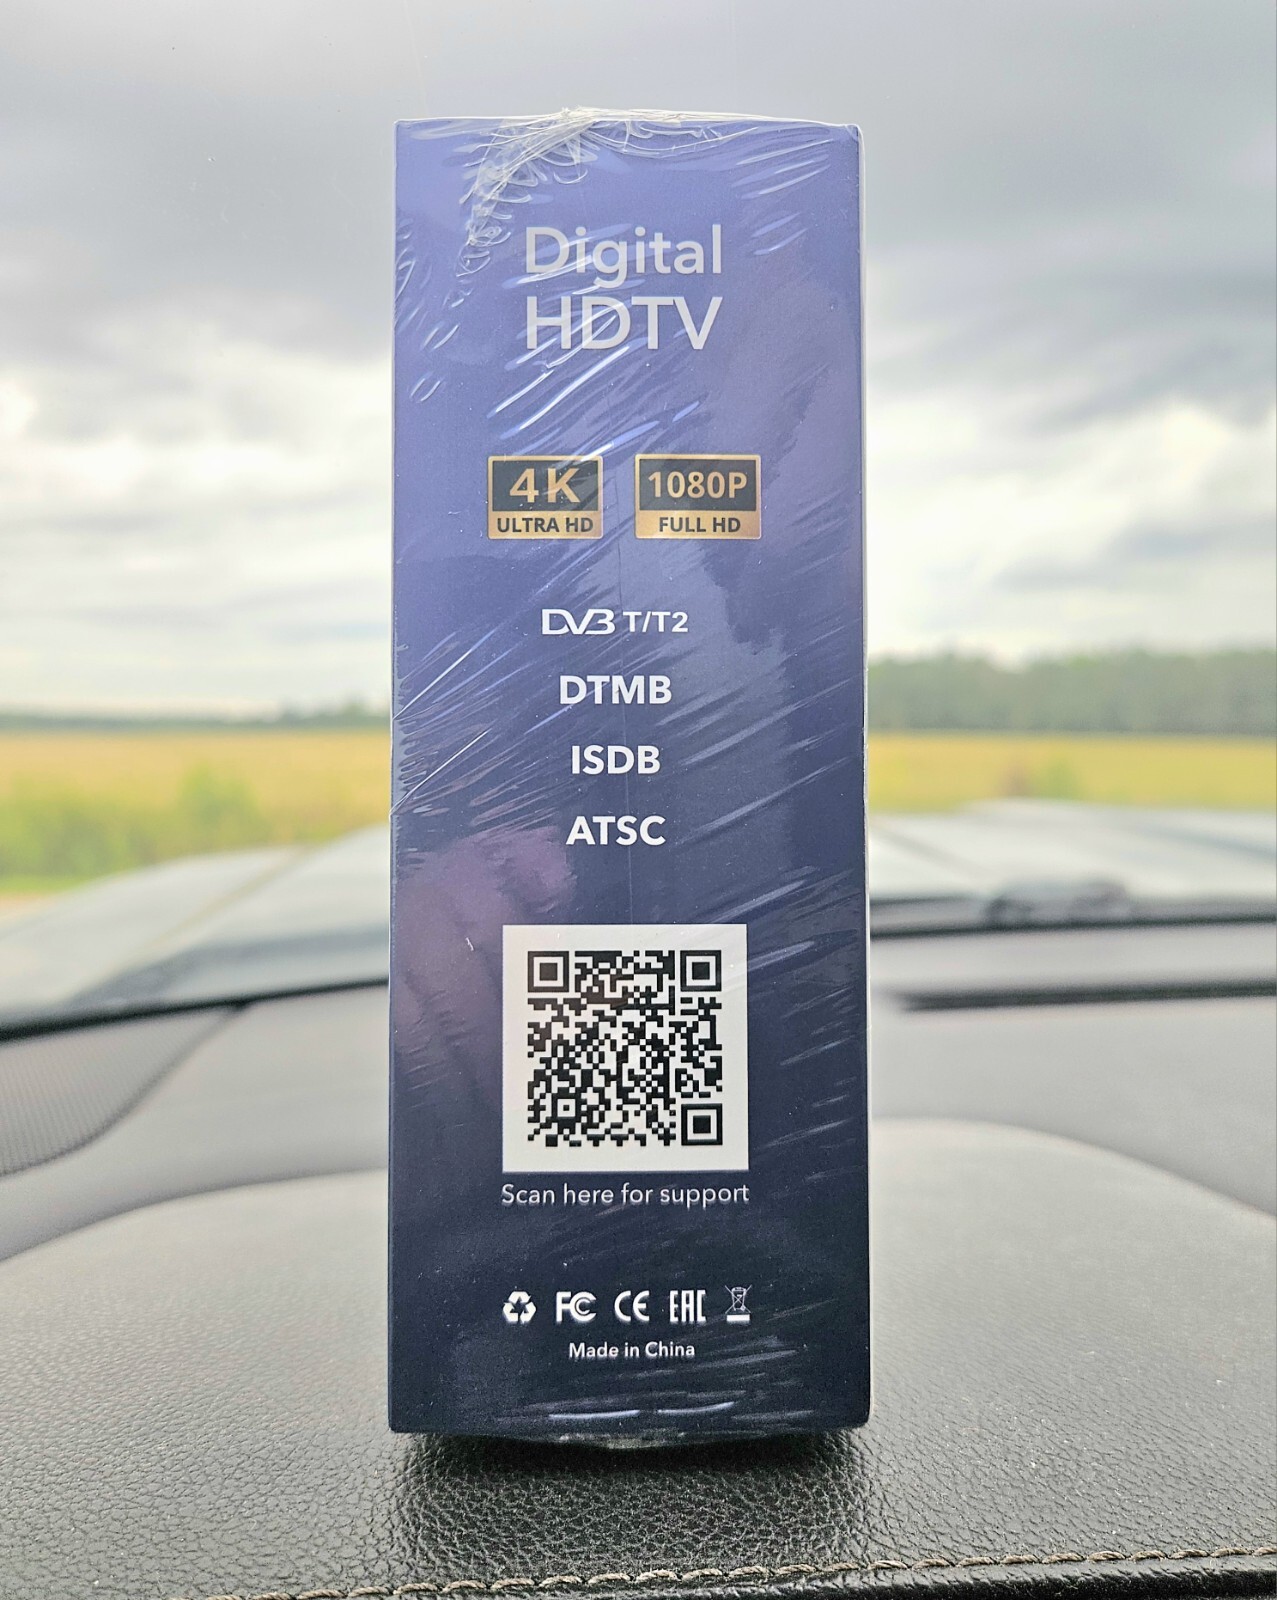 Digital
HDTV
4K
ULTRA HD
1080P
FULL HD
DVB T/T2
DTMB
ISDB
ATSC
Scan here for support
FC CE EAC
Made in China